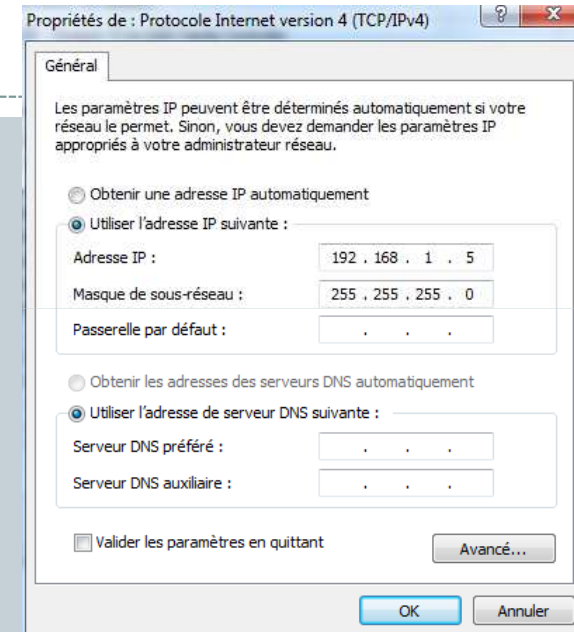 Propriétés de : Protocole Internet version 4 (TCP/IPv4)
Général
Les paramètres IP peuvent être déterminés automatiquement si votre
réseau le permet. Sinon, vous devez demander les paramètres IP
appropriés à votre administrateur réseau.
Obtenir une adresse IP automatiquement
Utiliser l'adresse IP suivante :
Adresse IP : 192 . 168 . 1 . 5
Masque de sous-réseau : 255 . 255 . 255 . 0
Passerelle par défaut : . . .
Obtenir les adresses des serveurs DNS automatiquement
Utiliser l'adresse de serveur DNS suivante :
Serveur DNS préféré : . . .
Serveur DNS auxiliaire : . . .
Valider les paramètres en quittant
Avancé...
OK Annuler